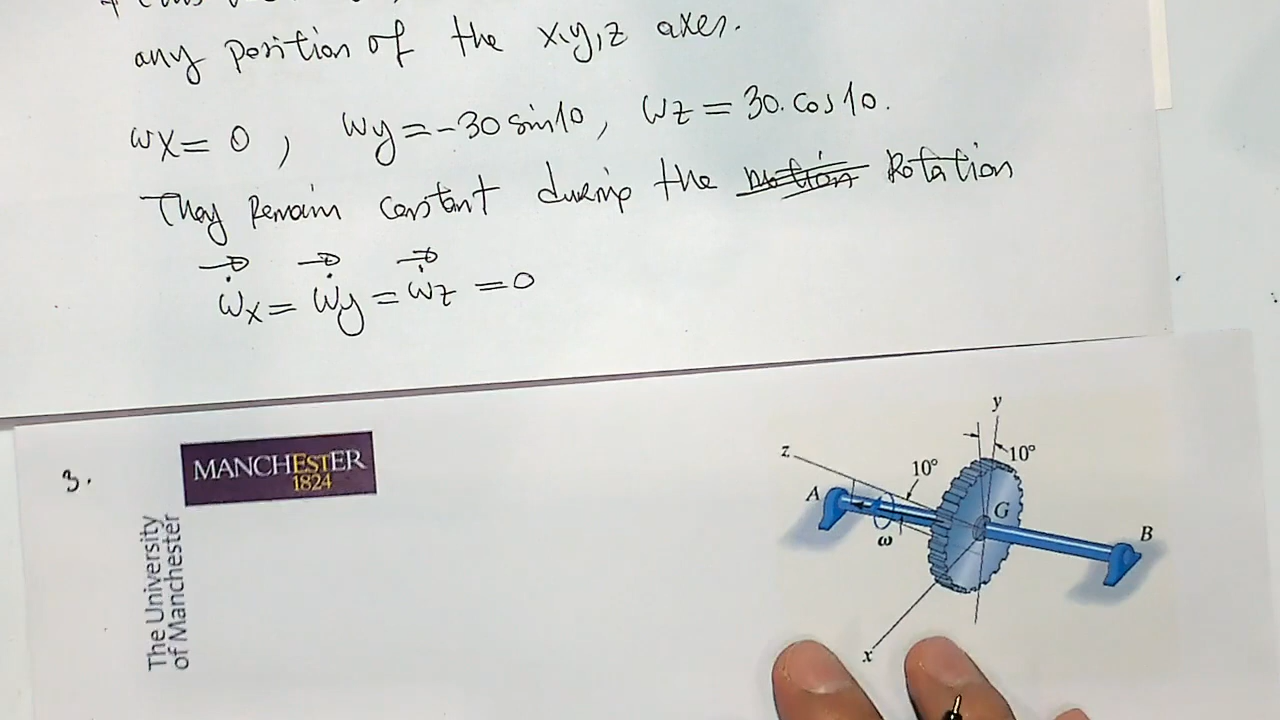 any position of the x,y,z axes.
ωx = 0 , ωy = -30 sin10 , ωz = 30. cos10.
They Remain constant during the Rotation
ω̇x = ω̇y = ω̇z = 0
3.
MANCHESTER
1824
The University
of Manchester
y
10°
z
10°
A
G
ω
B
x